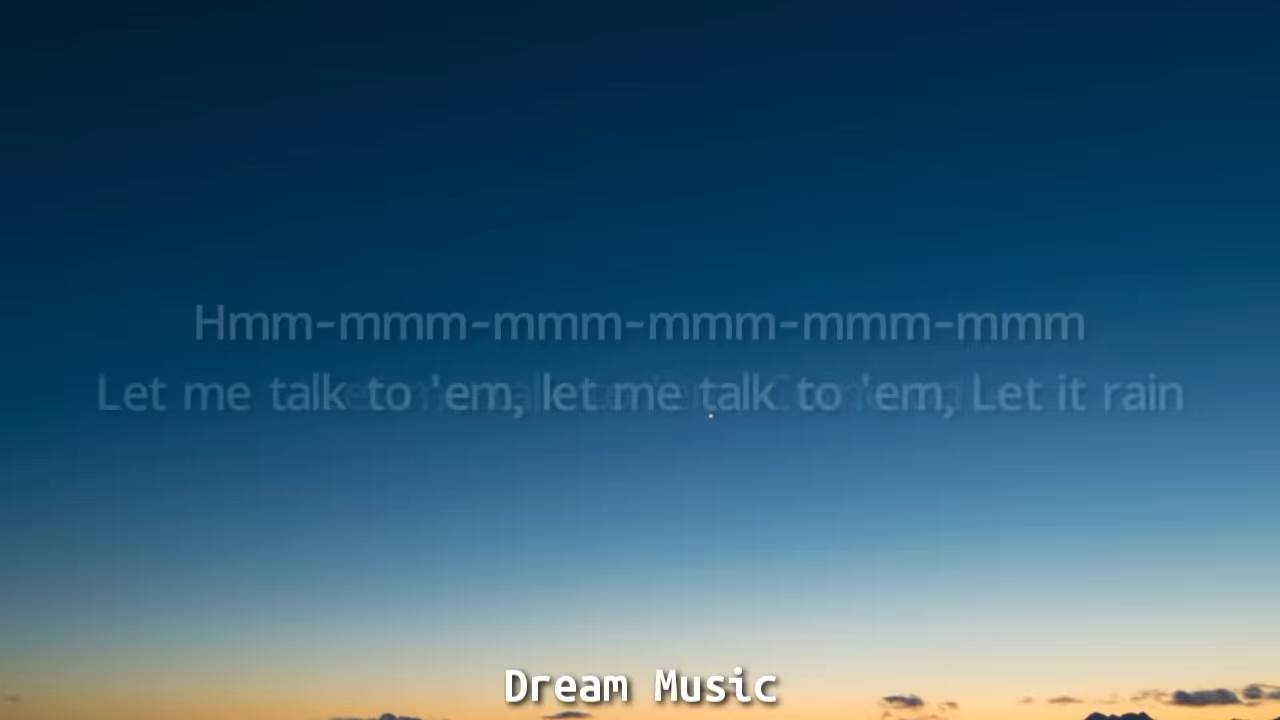 Hmm-mmm-mmm-mmm-mmm-mmm
Let me talk to 'em, let me talk to 'em, Let it rain
Dream Music